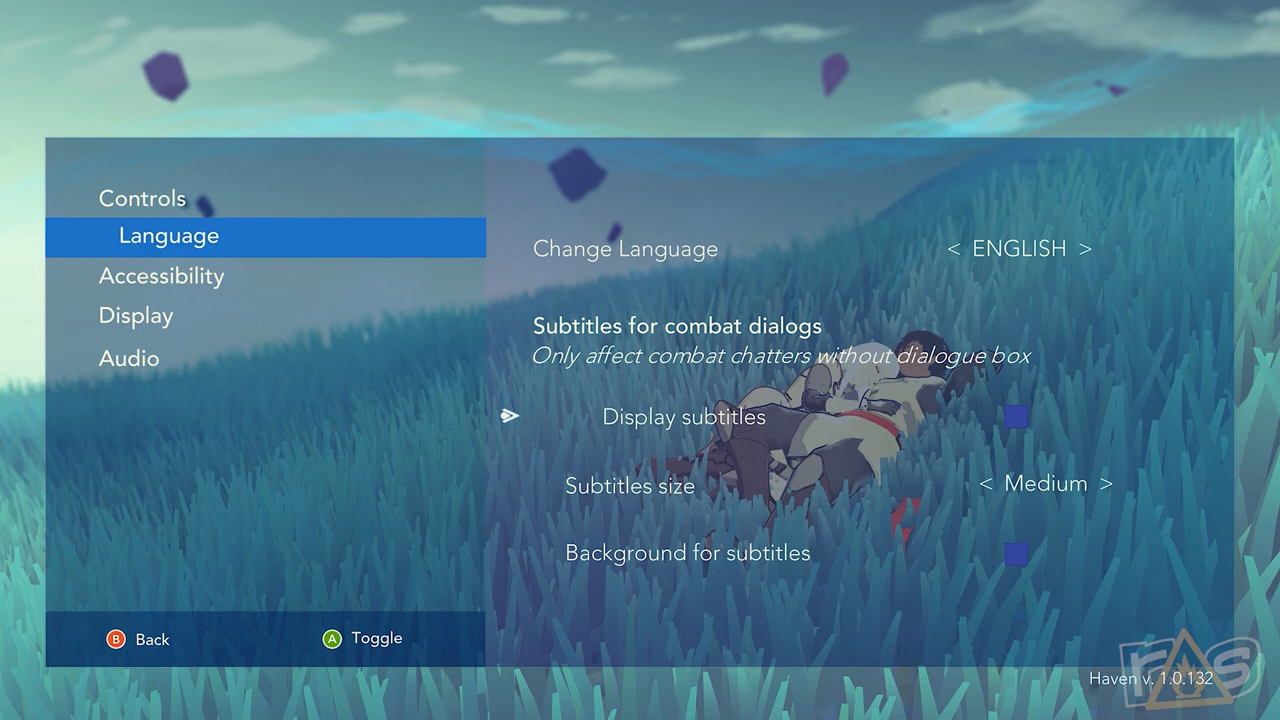 Controls
Language
Accessibility
Display
Audio
Change Language < ENGLISH >
Subtitles for combat dialogs
Only affect combat chatters without dialogue box
Display subtitles
Subtitles size < Medium >
Background for subtitles
B Back A Toggle
Haven v. 1.0.132
ras